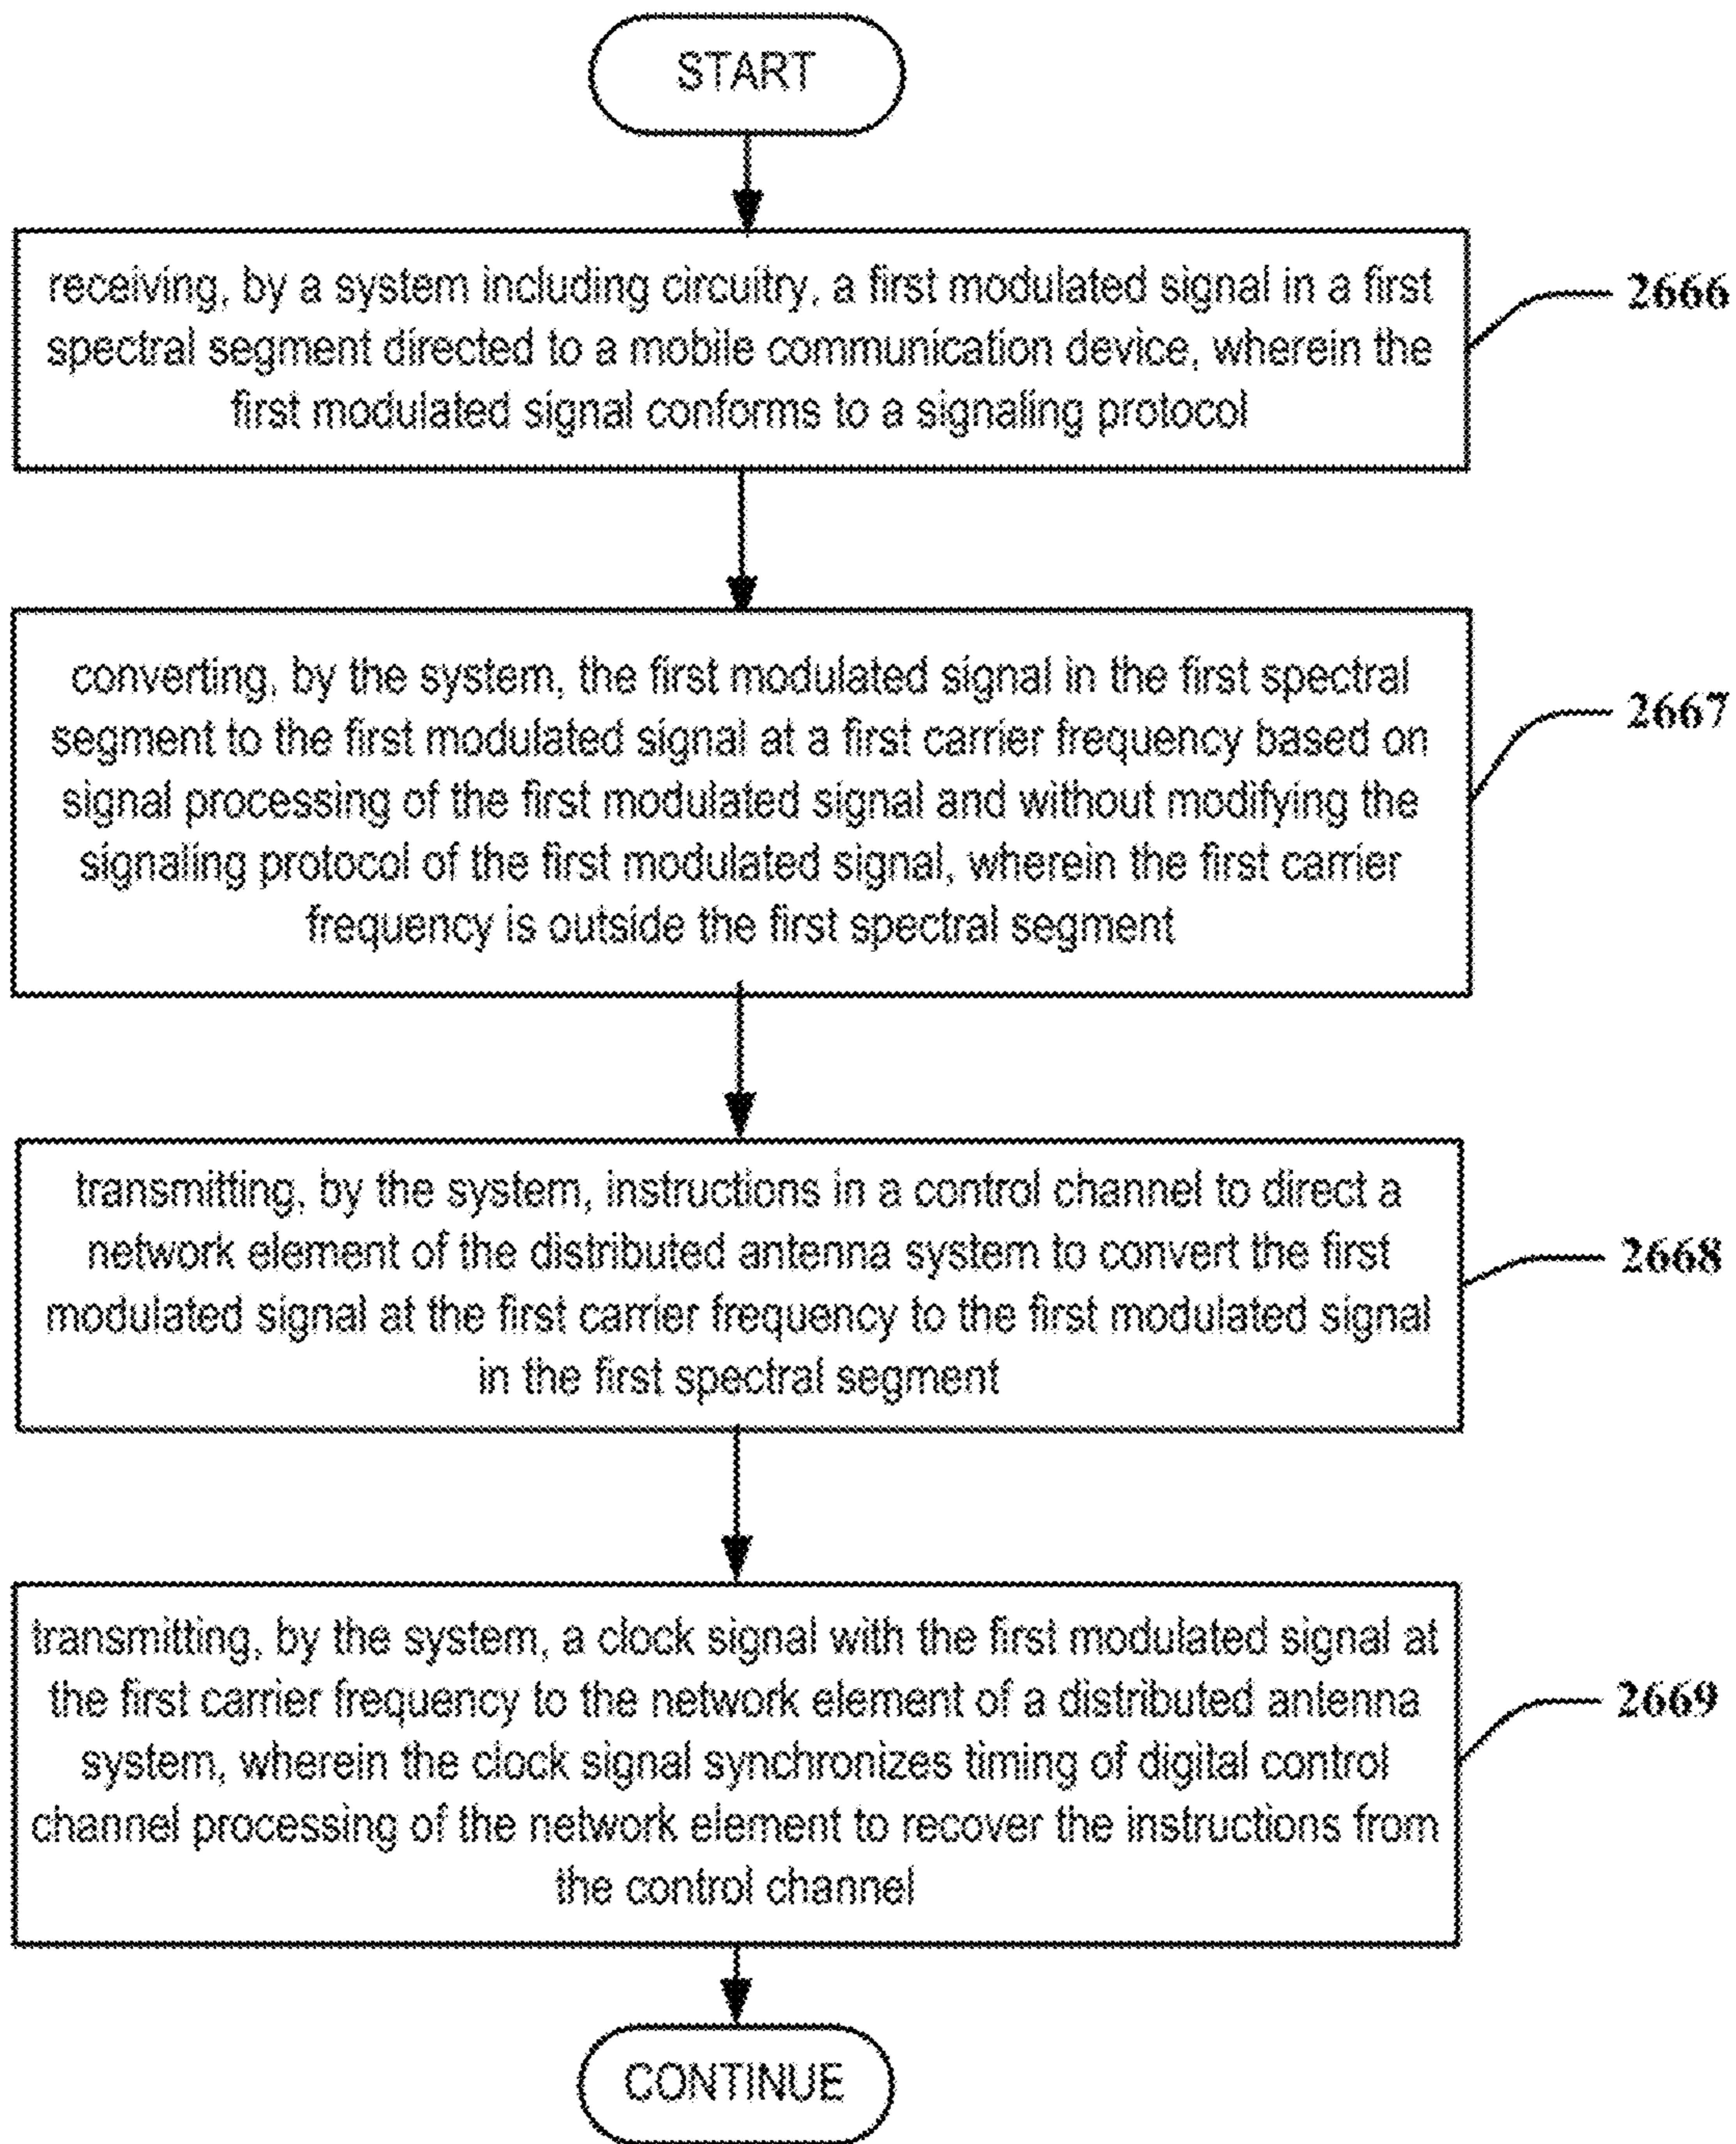 START
receiving, by a system including circuitry, a first modulated signal in a first
spectral segment directed to a mobile communication device, wherein the
first modulated signal conforms to a signaling protocol
2666
converting, by the system, the first modulated signal in the first spectral
segment to the first modulated signal at a first carrier frequency based on
signal processing of the first modulated signal and without modifying the
signaling protocol of the first modulated signal, wherein the first carrier
frequency is outside the first spectral segment
2667
transmitting, by the system, instructions in a control channel to direct a
network element of the distributed antenna system to convert the first
modulated signal at the first carrier frequency to the first modulated signal
in the first spectral segment
2668
transmitting, by the system, a clock signal with the first modulated signal at
the first carrier frequency to the network element of a distributed antenna
system, wherein the clock signal synchronizes timing of digital control
channel processing of the network element to recover the instructions from
the control channel
2669
CONTINUE